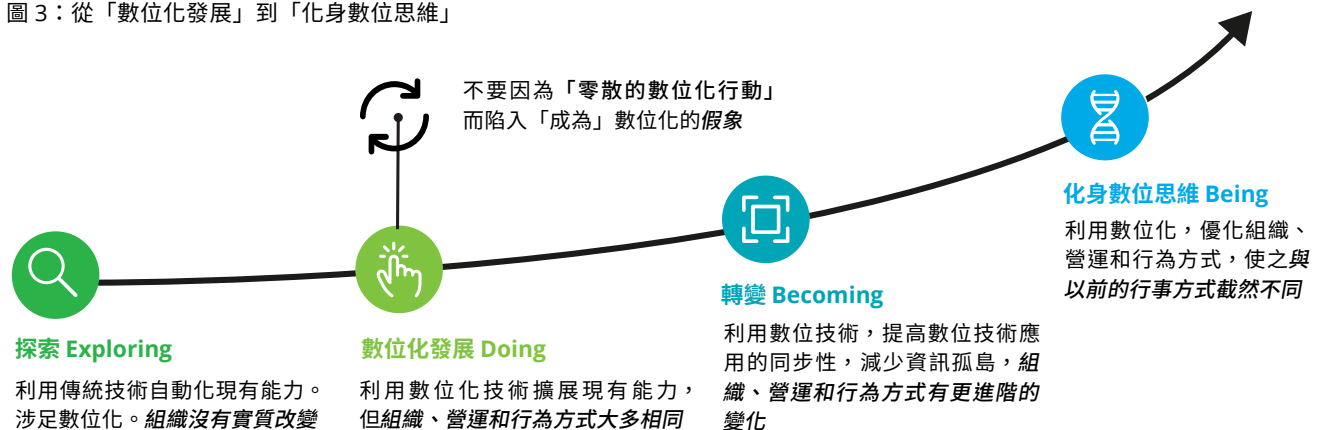 圖 3：從「數位化發展」到「化身數位思維」
不要因為「零散的數位化行動」
而陷入「成為」數位化的假象
探索 Exploring
利用傳統技術自動化現有能力。
涉足數位化。組織沒有實質改變
數位化發展 Doing
利用數位化技術擴展現有能力，
但組織、營運和行為方式大多相同
轉變 Becoming
利用數位技術，提高數位技術應
用的同步性，減少資訊孤島，組
織、營運和行為方式有更進階的
變化
化身數位思維 Being
利用數位化，優化組織、
營運和行為方式，使之與
以前的行事方式截然不同